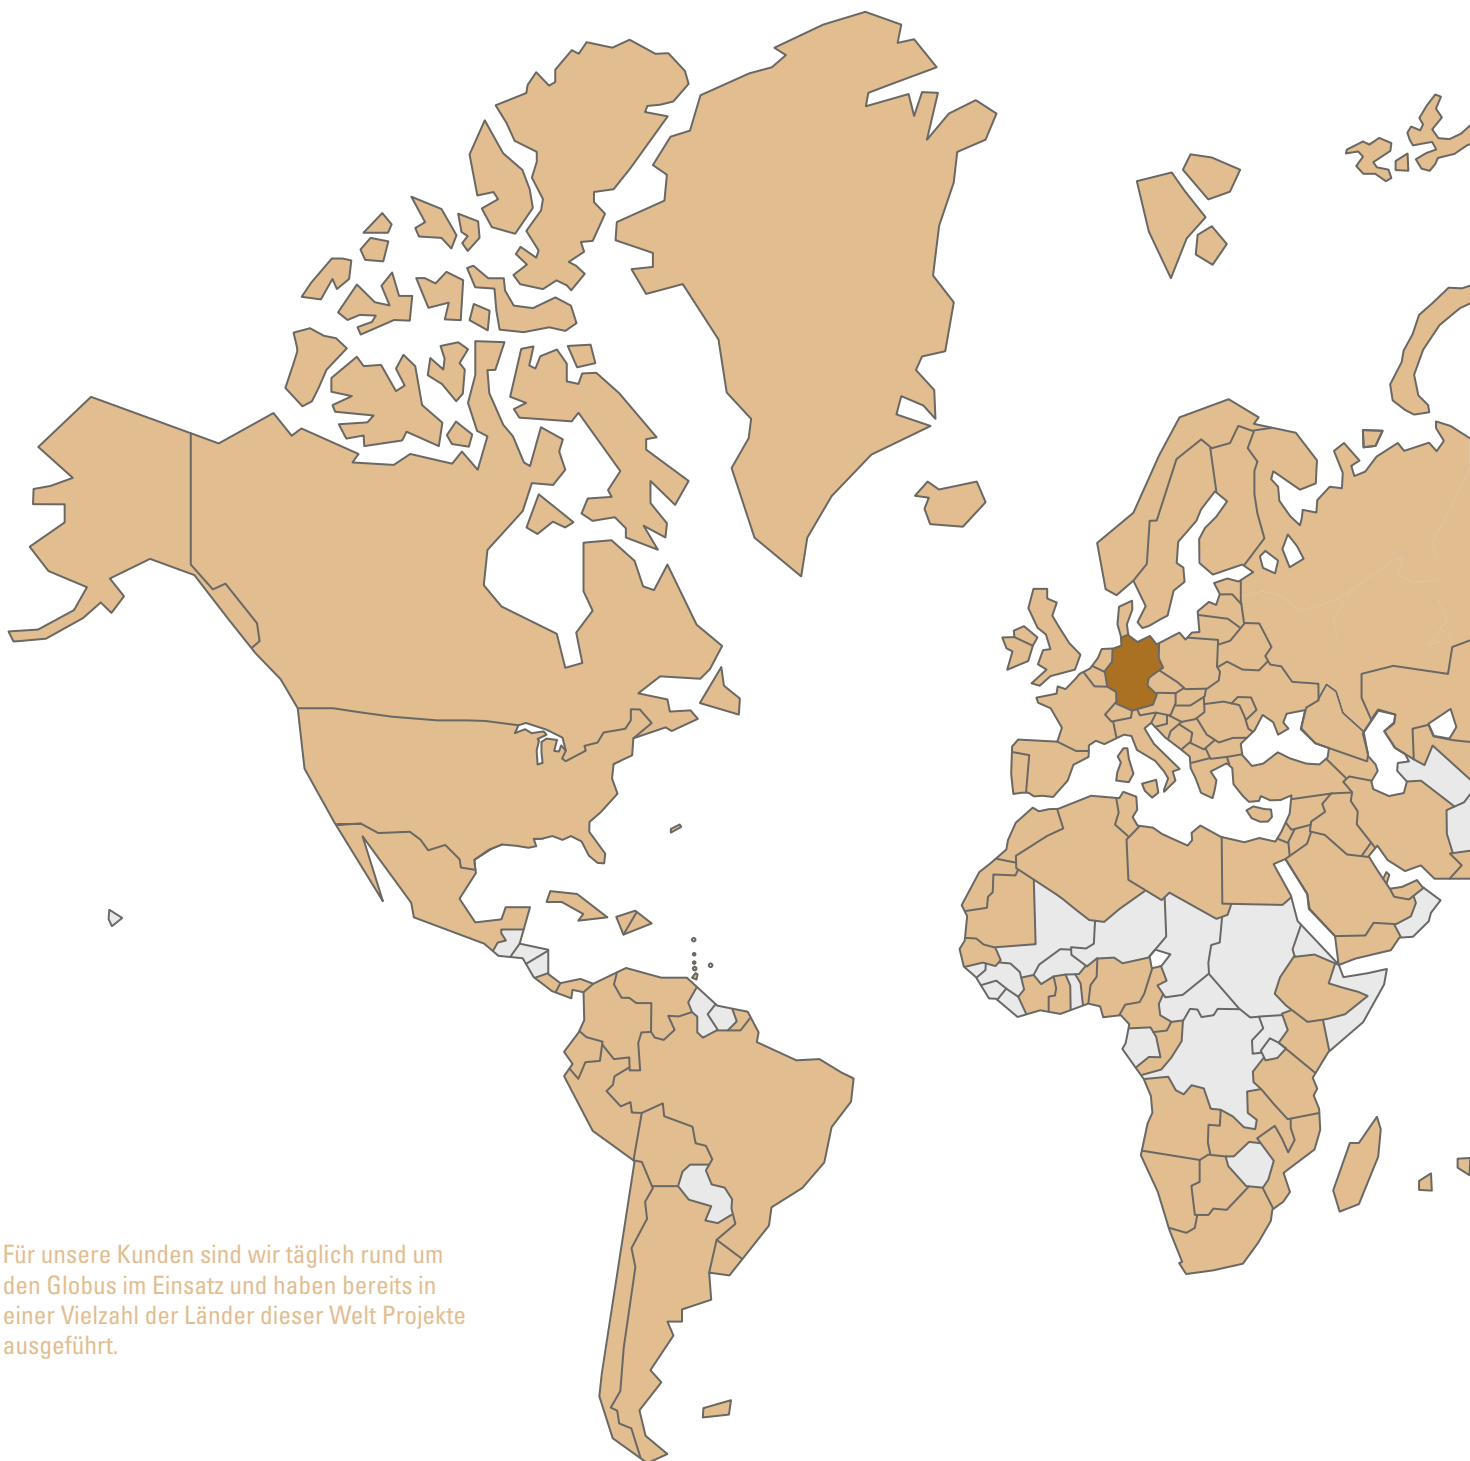 Für unsere Kunden sind wir täglich rund um
den Globus im Einsatz und haben bereits in
einer Vielzahl der Länder dieser Welt Projekte
ausgeführt.